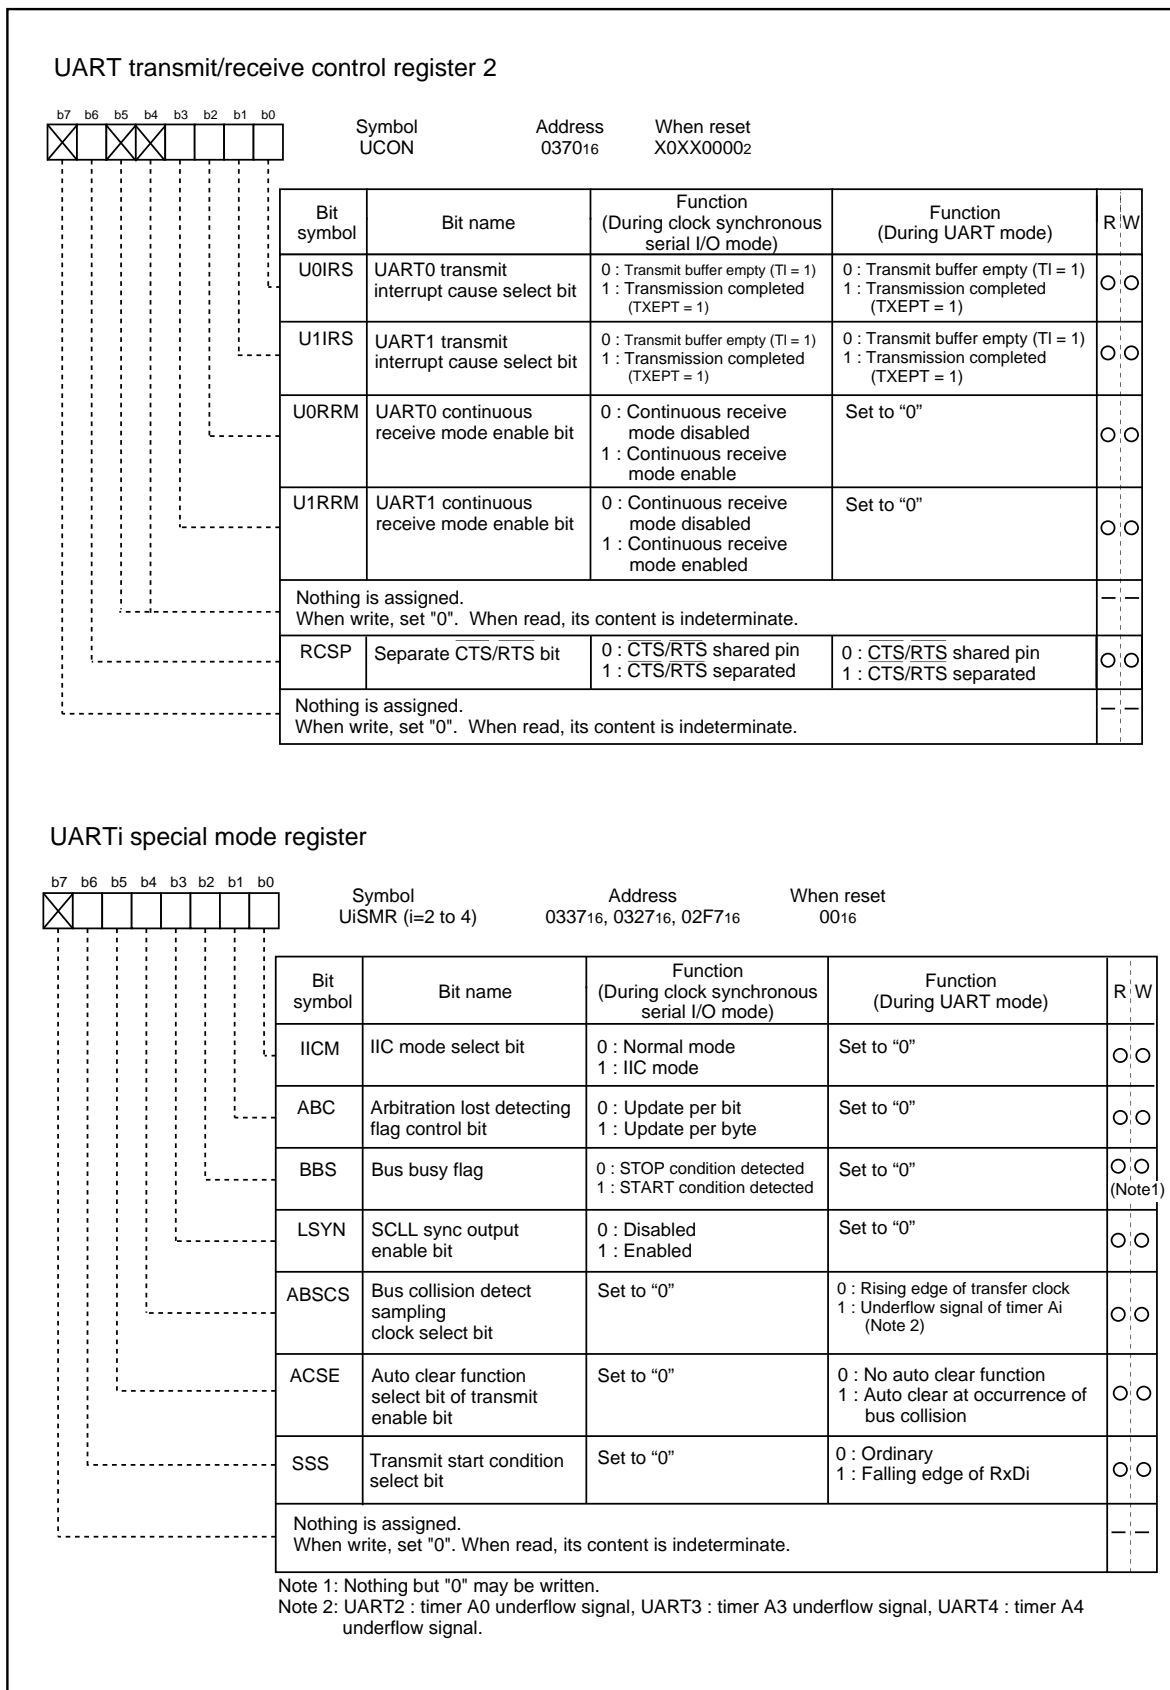 UART transmit/receive control register 2
b7 b6 b5 b4 b3 b2 b1 b0
Symbol Address When reset
UCON 037016 X0XX00002
Bit symbol Bit name Function (During clock synchronous serial I/O mode) Function (During UART mode) R W
U0IRS UART0 transmit interrupt cause select bit 0 : Transmit buffer empty (TI = 1) 1 : Transmission completed (TXEPT = 1) 0 : Transmit buffer empty (TI = 1) 1 : Transmission completed (TXEPT = 1)
U1IRS UART1 transmit interrupt cause select bit 0 : Transmit buffer empty (TI = 1) 1 : Transmission completed (TXEPT = 1) 0 : Transmit buffer empty (TI = 1) 1 : Transmission completed (TXEPT = 1)
U0RRM UART0 continuous receive mode enable bit 0 : Continuous receive mode disabled 1 : Continuous receive mode enable Set to “0”
U1RRM UART1 continuous receive mode enable bit 0 : Continuous receive mode disabled 1 : Continuous receive mode enabled Set to “0”
Nothing is assigned.
When write, set "0". When read, its content is indeterminate.
RCSP Separate CTS/RTS bit 0 : CTS/RTS shared pin 1 : CTS/RTS separated 0 : CTS/RTS shared pin 1 : CTS/RTS separated
Nothing is assigned.
When write, set "0". When read, its content is indeterminate.
UARTi special mode register
b7 b6 b5 b4 b3 b2 b1 b0
Symbol Address When reset
UiSMR (i=2 to 4) 033716, 032716, 02F716 0016
Bit symbol Bit name Function (During clock synchronous serial I/O mode) Function (During UART mode) R W
IICM IIC mode select bit 0 : Normal mode 1 : IIC mode Set to “0”
ABC Arbitration lost detecting flag control bit 0 : Update per bit 1 : Update per byte Set to “0”
BBS Bus busy flag 0 : STOP condition detected 1 : START condition detected Set to “0” (Note1)
LSYN SCLL sync output enable bit 0 : Disabled 1 : Enabled Set to “0”
ABSCS Bus collision detect sampling clock select bit Set to “0” 0 : Rising edge of transfer clock 1 : Underflow signal of timer Ai (Note 2)
ACSE Auto clear function select bit of transmit enable bit Set to “0” 0 : No auto clear function 1 : Auto clear at occurrence of bus collision
SSS Transmit start condition select bit Set to “0” 0 : Ordinary 1 : Falling edge of RxDi
Nothing is assigned.
When write, set "0". When read, its content is indeterminate.
Note 1: Nothing but "0" may be written.
Note 2: UART2 : timer A0 underflow signal, UART3 : timer A3 underflow signal, UART4 : timer A4
underflow signal.